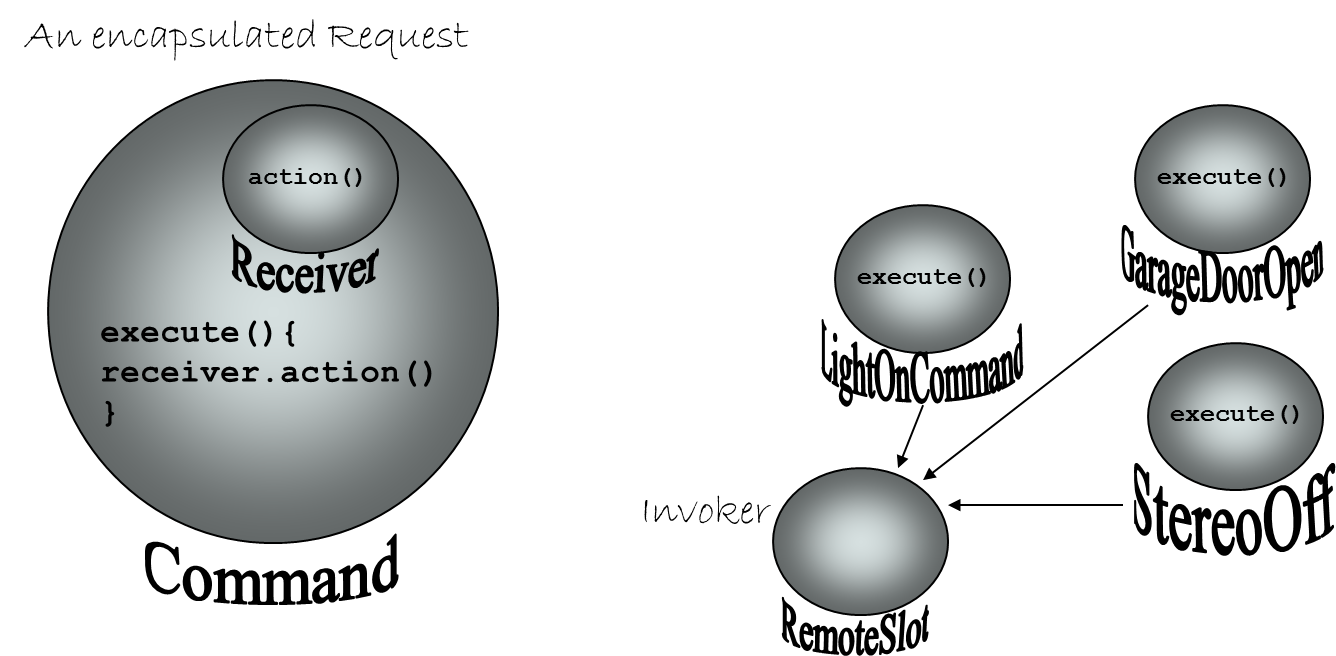 An encapsulated Request
action()
Receiver
execute(){
receiver.action()
}
Command
execute()
GarageDoorOpen
execute()
LightOnCommand
execute()
StereoOff
Invoker
RemoteSlot